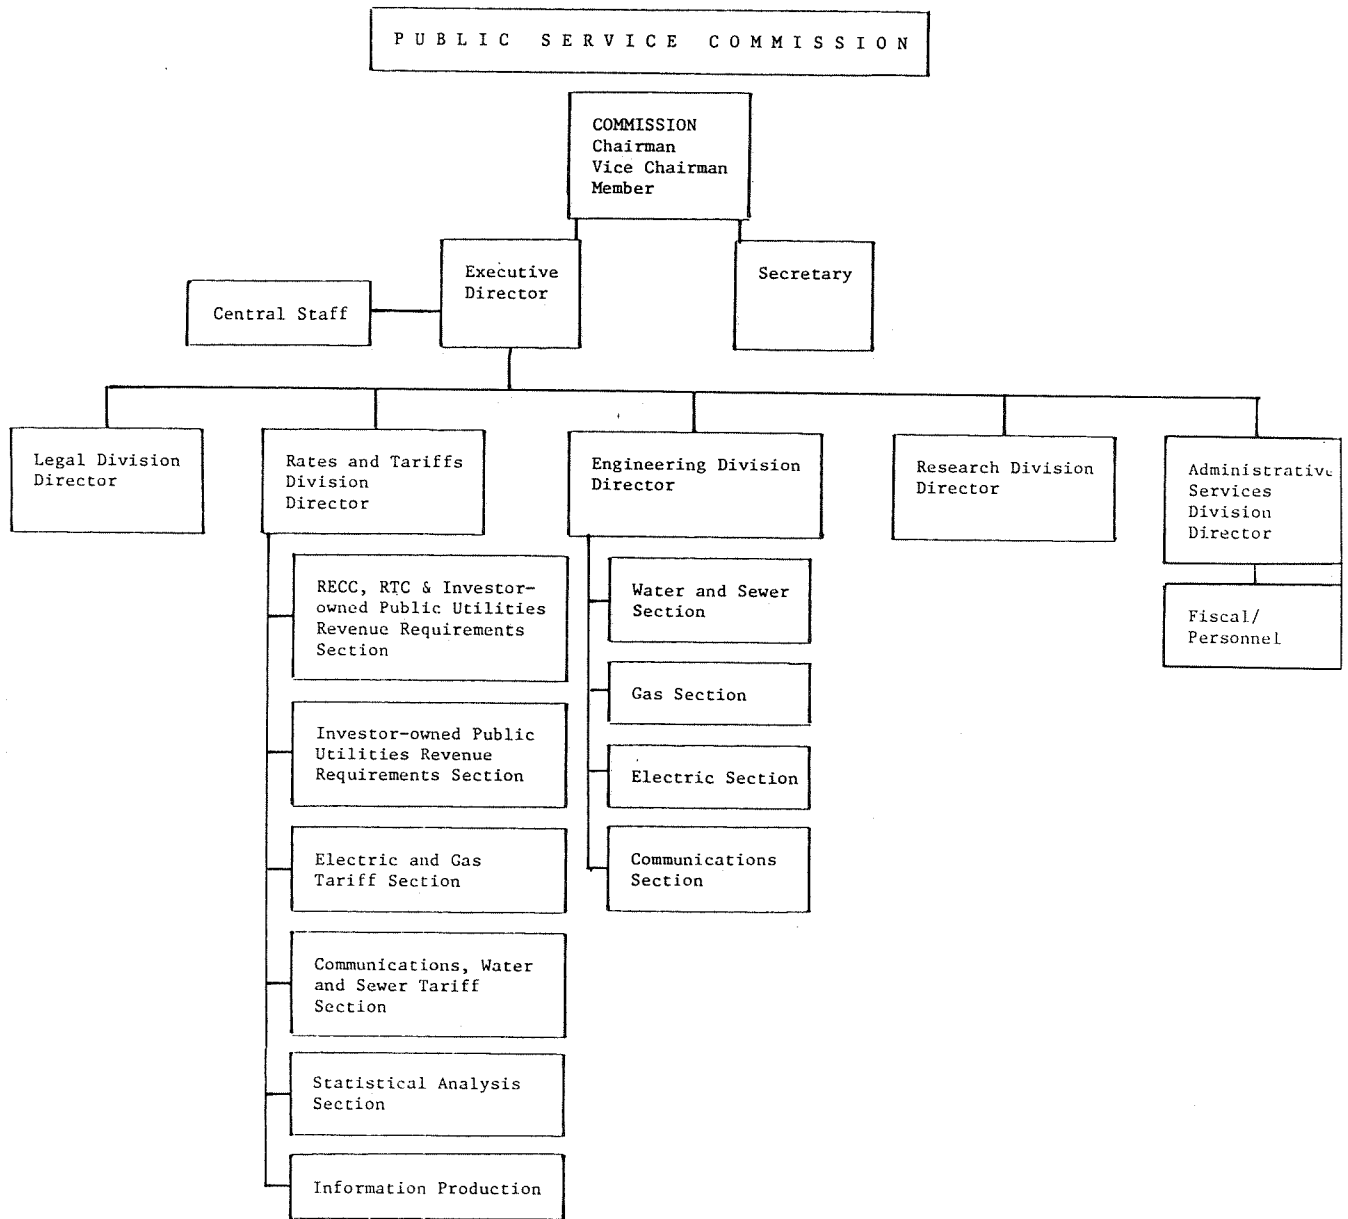 PUBLIC SERVICE COMMISSION
COMMISSION
Chairman
Vice Chairman
Member
Executive
Director
Secretary
Central Staff
Legal Division
Director
Rates and Tariffs
Division
Director
Engineering Division
Director
Research Division
Director
Administrative
Services
Division
Director
RECC, RTC & Investor-
owned Public Utilities
Revenue Requirements
Section
Investor-owned Public
Utilities Revenue
Requirements Section
Electric and Gas
Tariff Section
Communications, Water
and Sewer Tariff
Section
Statistical Analysis
Section
Information Production
Water and Sewer
Section
Gas Section
Electric Section
Communications
Section
Fiscal/
Personnel